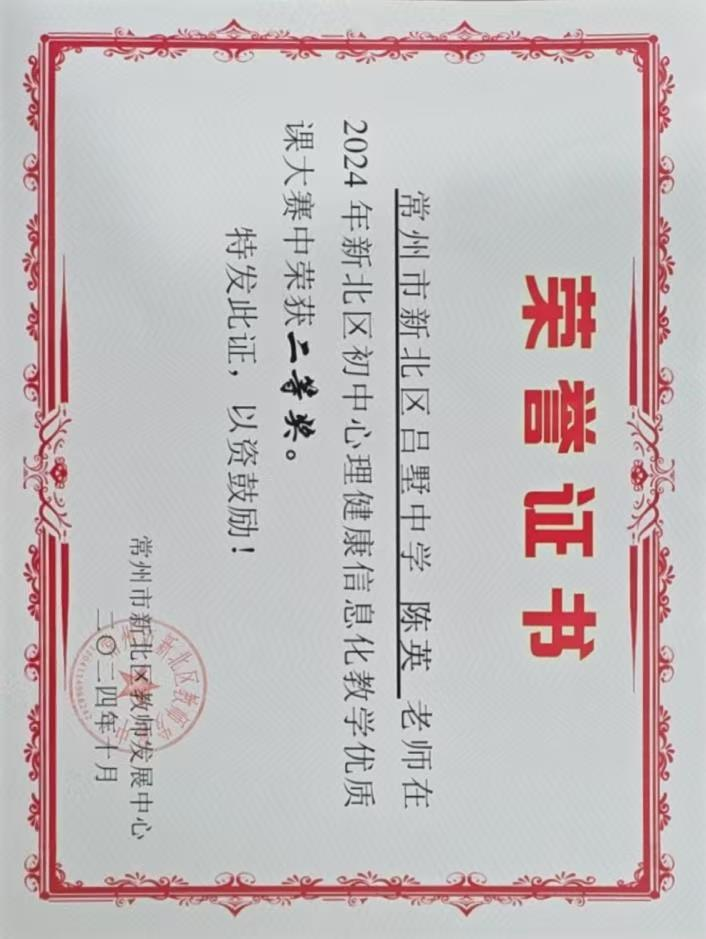 荣誉证书
常州市新北区吕墅中学 陈英 老师在
2024年新北区初中心理健康信息化教学优质
课大赛中荣获二等奖。
特发此证，以资鼓励！
常州市新北区教师发展中心
二〇二四年十月